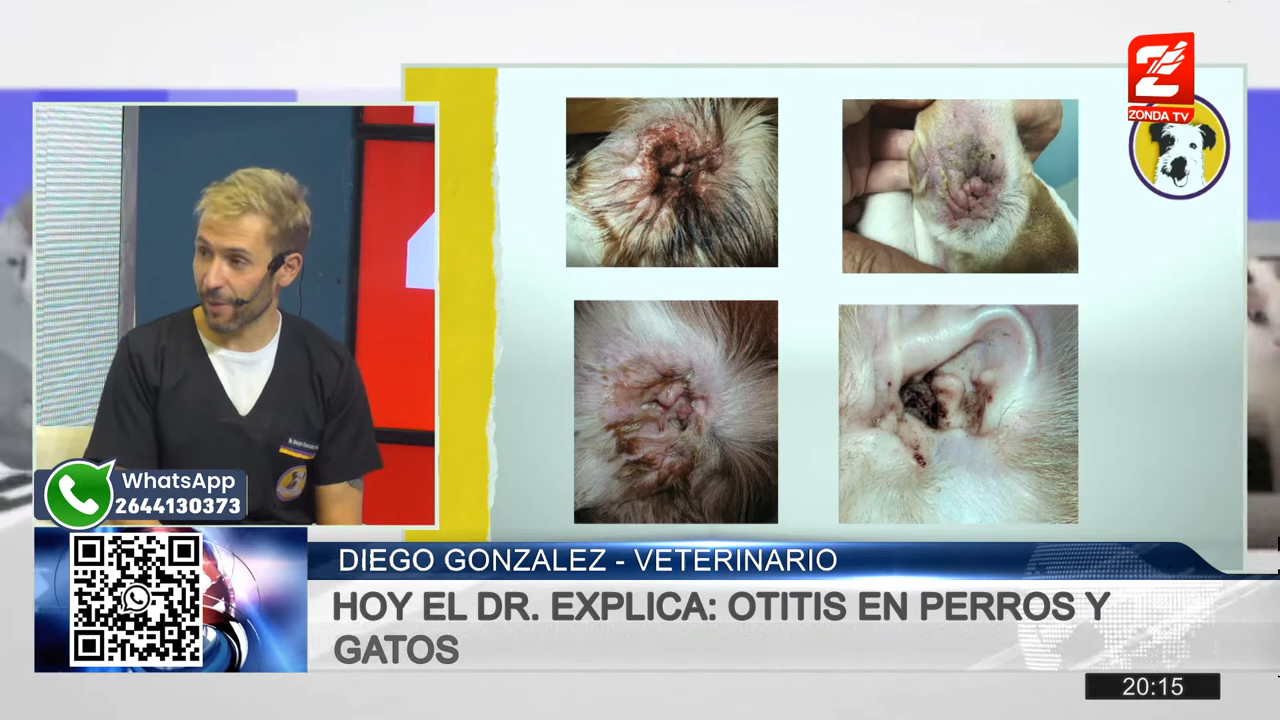 ZONDA TV
WhatsApp
2644130373
DIEGO GONZALEZ - VETERINARIO
HOY EL DR. EXPLICA: OTITIS EN PERROS Y
GATOS
20:15